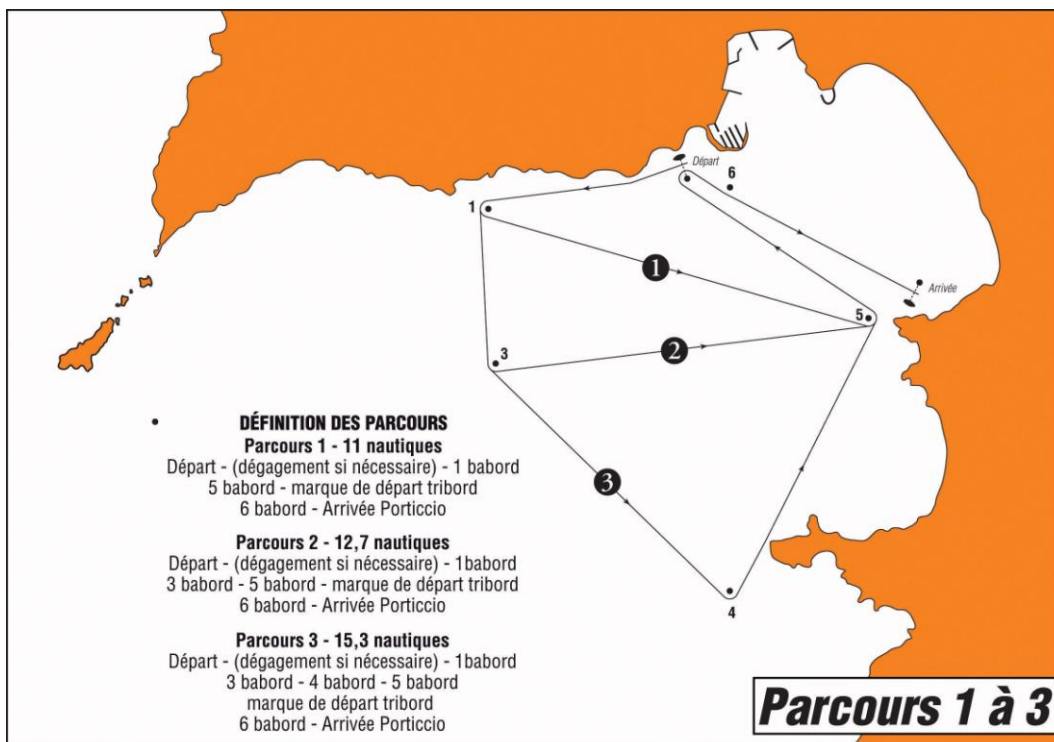 Départ
6
1
1
Arrivée
5
2
3
3
4
DÉFINITION DES PARCOURS
Parcours 1 - 11 nautiques
Départ - (dégagement si nécessaire) - 1 babord
5 babord - marque de départ tribord
6 babord - Arrivée Porticcio
Parcours 2 - 12,7 nautiques
Départ - (dégagement si nécessaire) - 1babord
3 babord - 5 babord - marque de départ tribord
6 babord - Arrivée Porticcio
Parcours 3 - 15,3 nautiques
Départ - (dégagement si nécessaire) - 1babord
3 babord - 4 babord - 5 babord
marque de départ tribord
6 babord - Arrivée Porticcio
Parcours 1 à 3